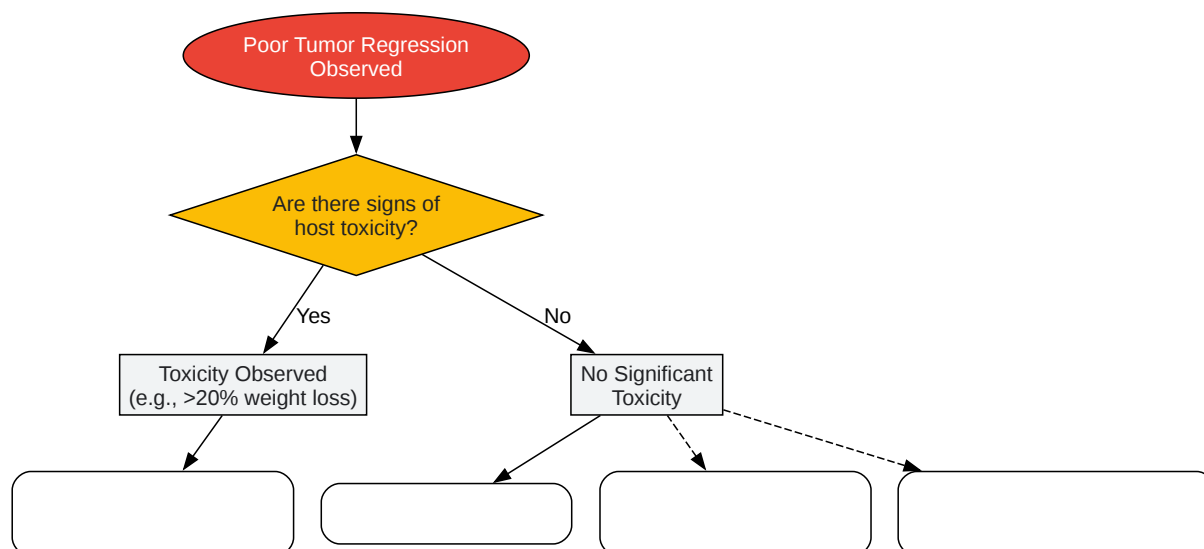 Poor Tumor Regression
Observed
Are there signs of
host toxicity?
Yes
No
Toxicity Observed
(e.g., >20% weight loss)
No Significant
Toxicity